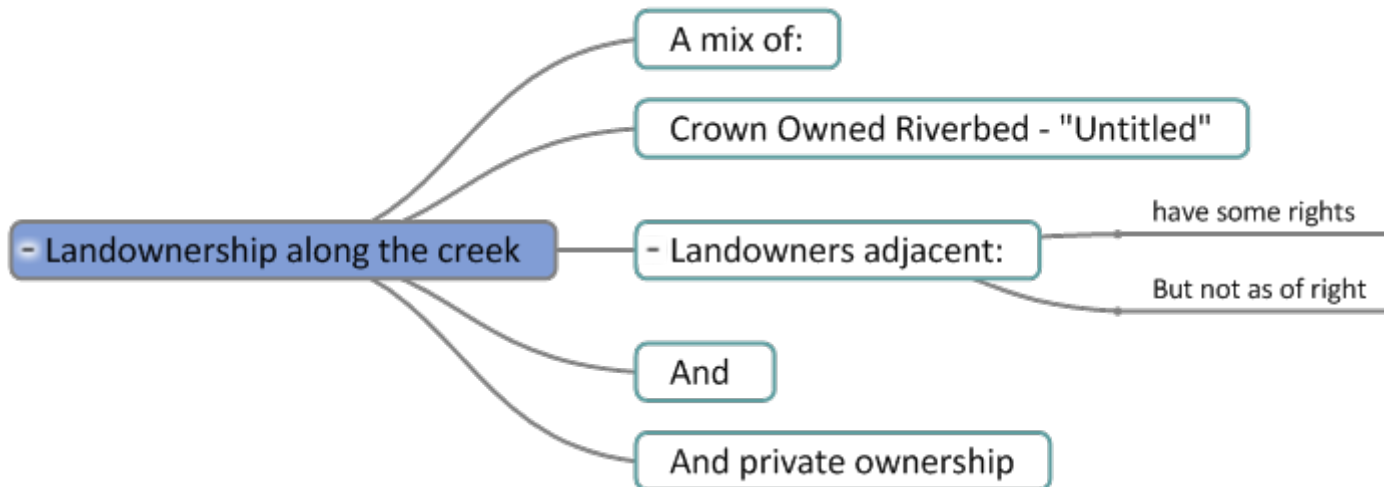 A mix of:
Crown Owned Riverbed - "Untitled"
- Landownership along the creek
- Landowners adjacent:
have some rights
But not as of right
And
And private ownership